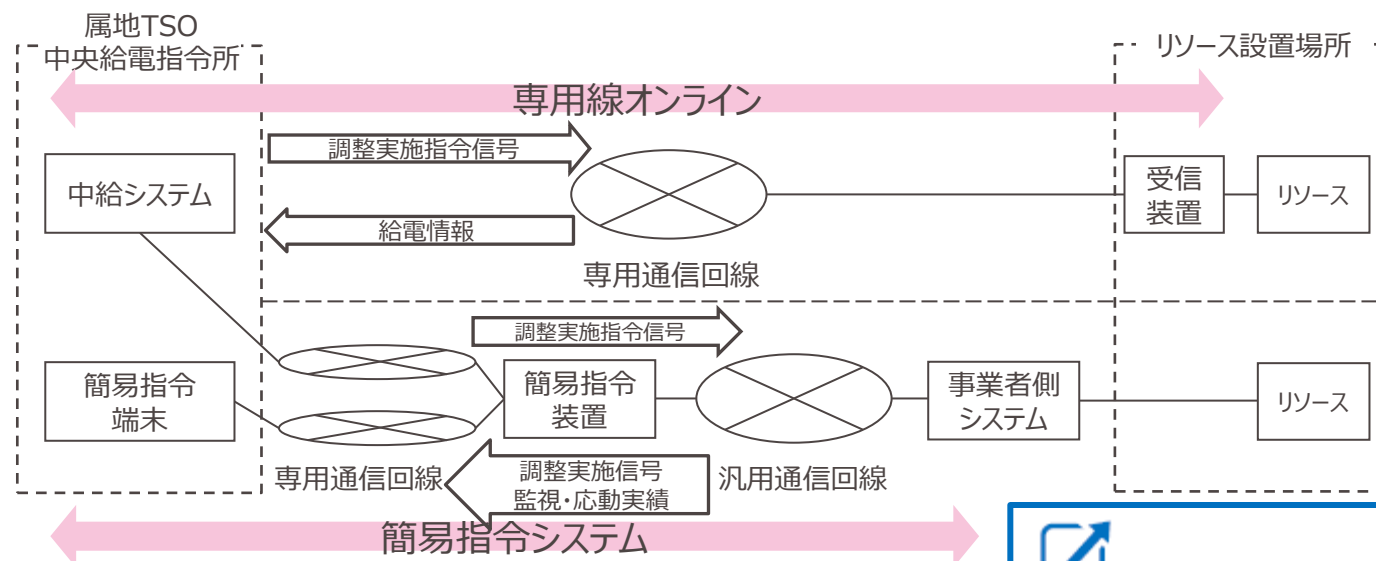 属地TSO
中央給電指令所
リソース設置場所
専用線オンライン
調整実施指令信号
中給システム
受信
装置
リソース
給電情報
専用通信回線
調整実施指令信号
簡易指令
端末
簡易指令
装置
事業者側
システム
リソース
専用通信回線
調整実施信号
監視・応動実績
汎用通信回線
簡易指令システム